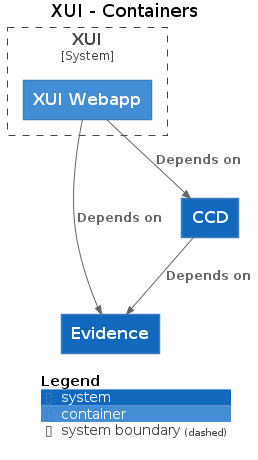 XUI - Containers
XUI
[System]
XUI Webapp
Depends on
CCD
Depends on
Depends on
Evidence
Legend
system
container
system boundary (dashed)